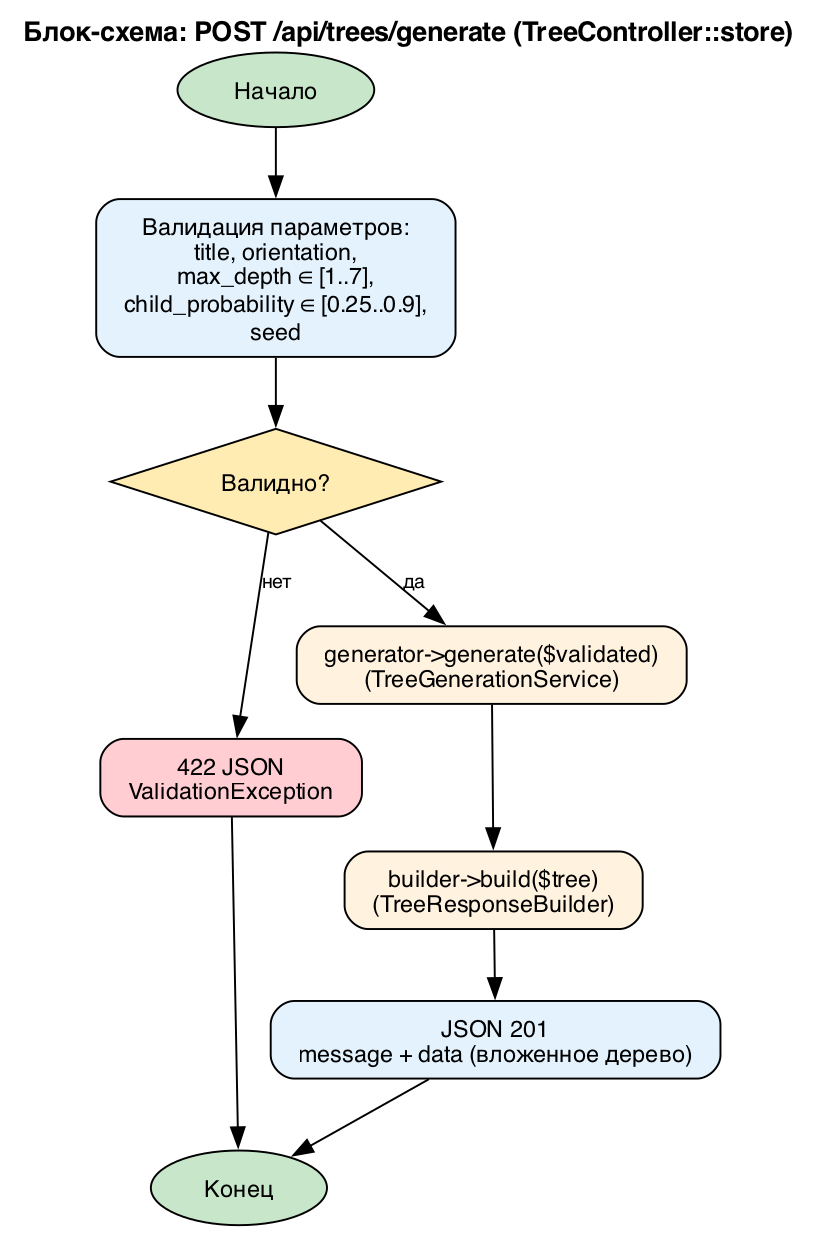 Блок-схема: POST /api/trees/generate (TreeController::store)
Начало
Валидация параметров:
title, orientation,
max_depth ∈ [1..7],
child_probability ∈ [0.25..0.9],
seed
Валидно?
нет
да
generator->generate($validated)
(TreeGenerationService)
422 JSON
ValidationException
builder->build($tree)
(TreeResponseBuilder)
JSON 201
message + data (вложенное дерево)
Конец